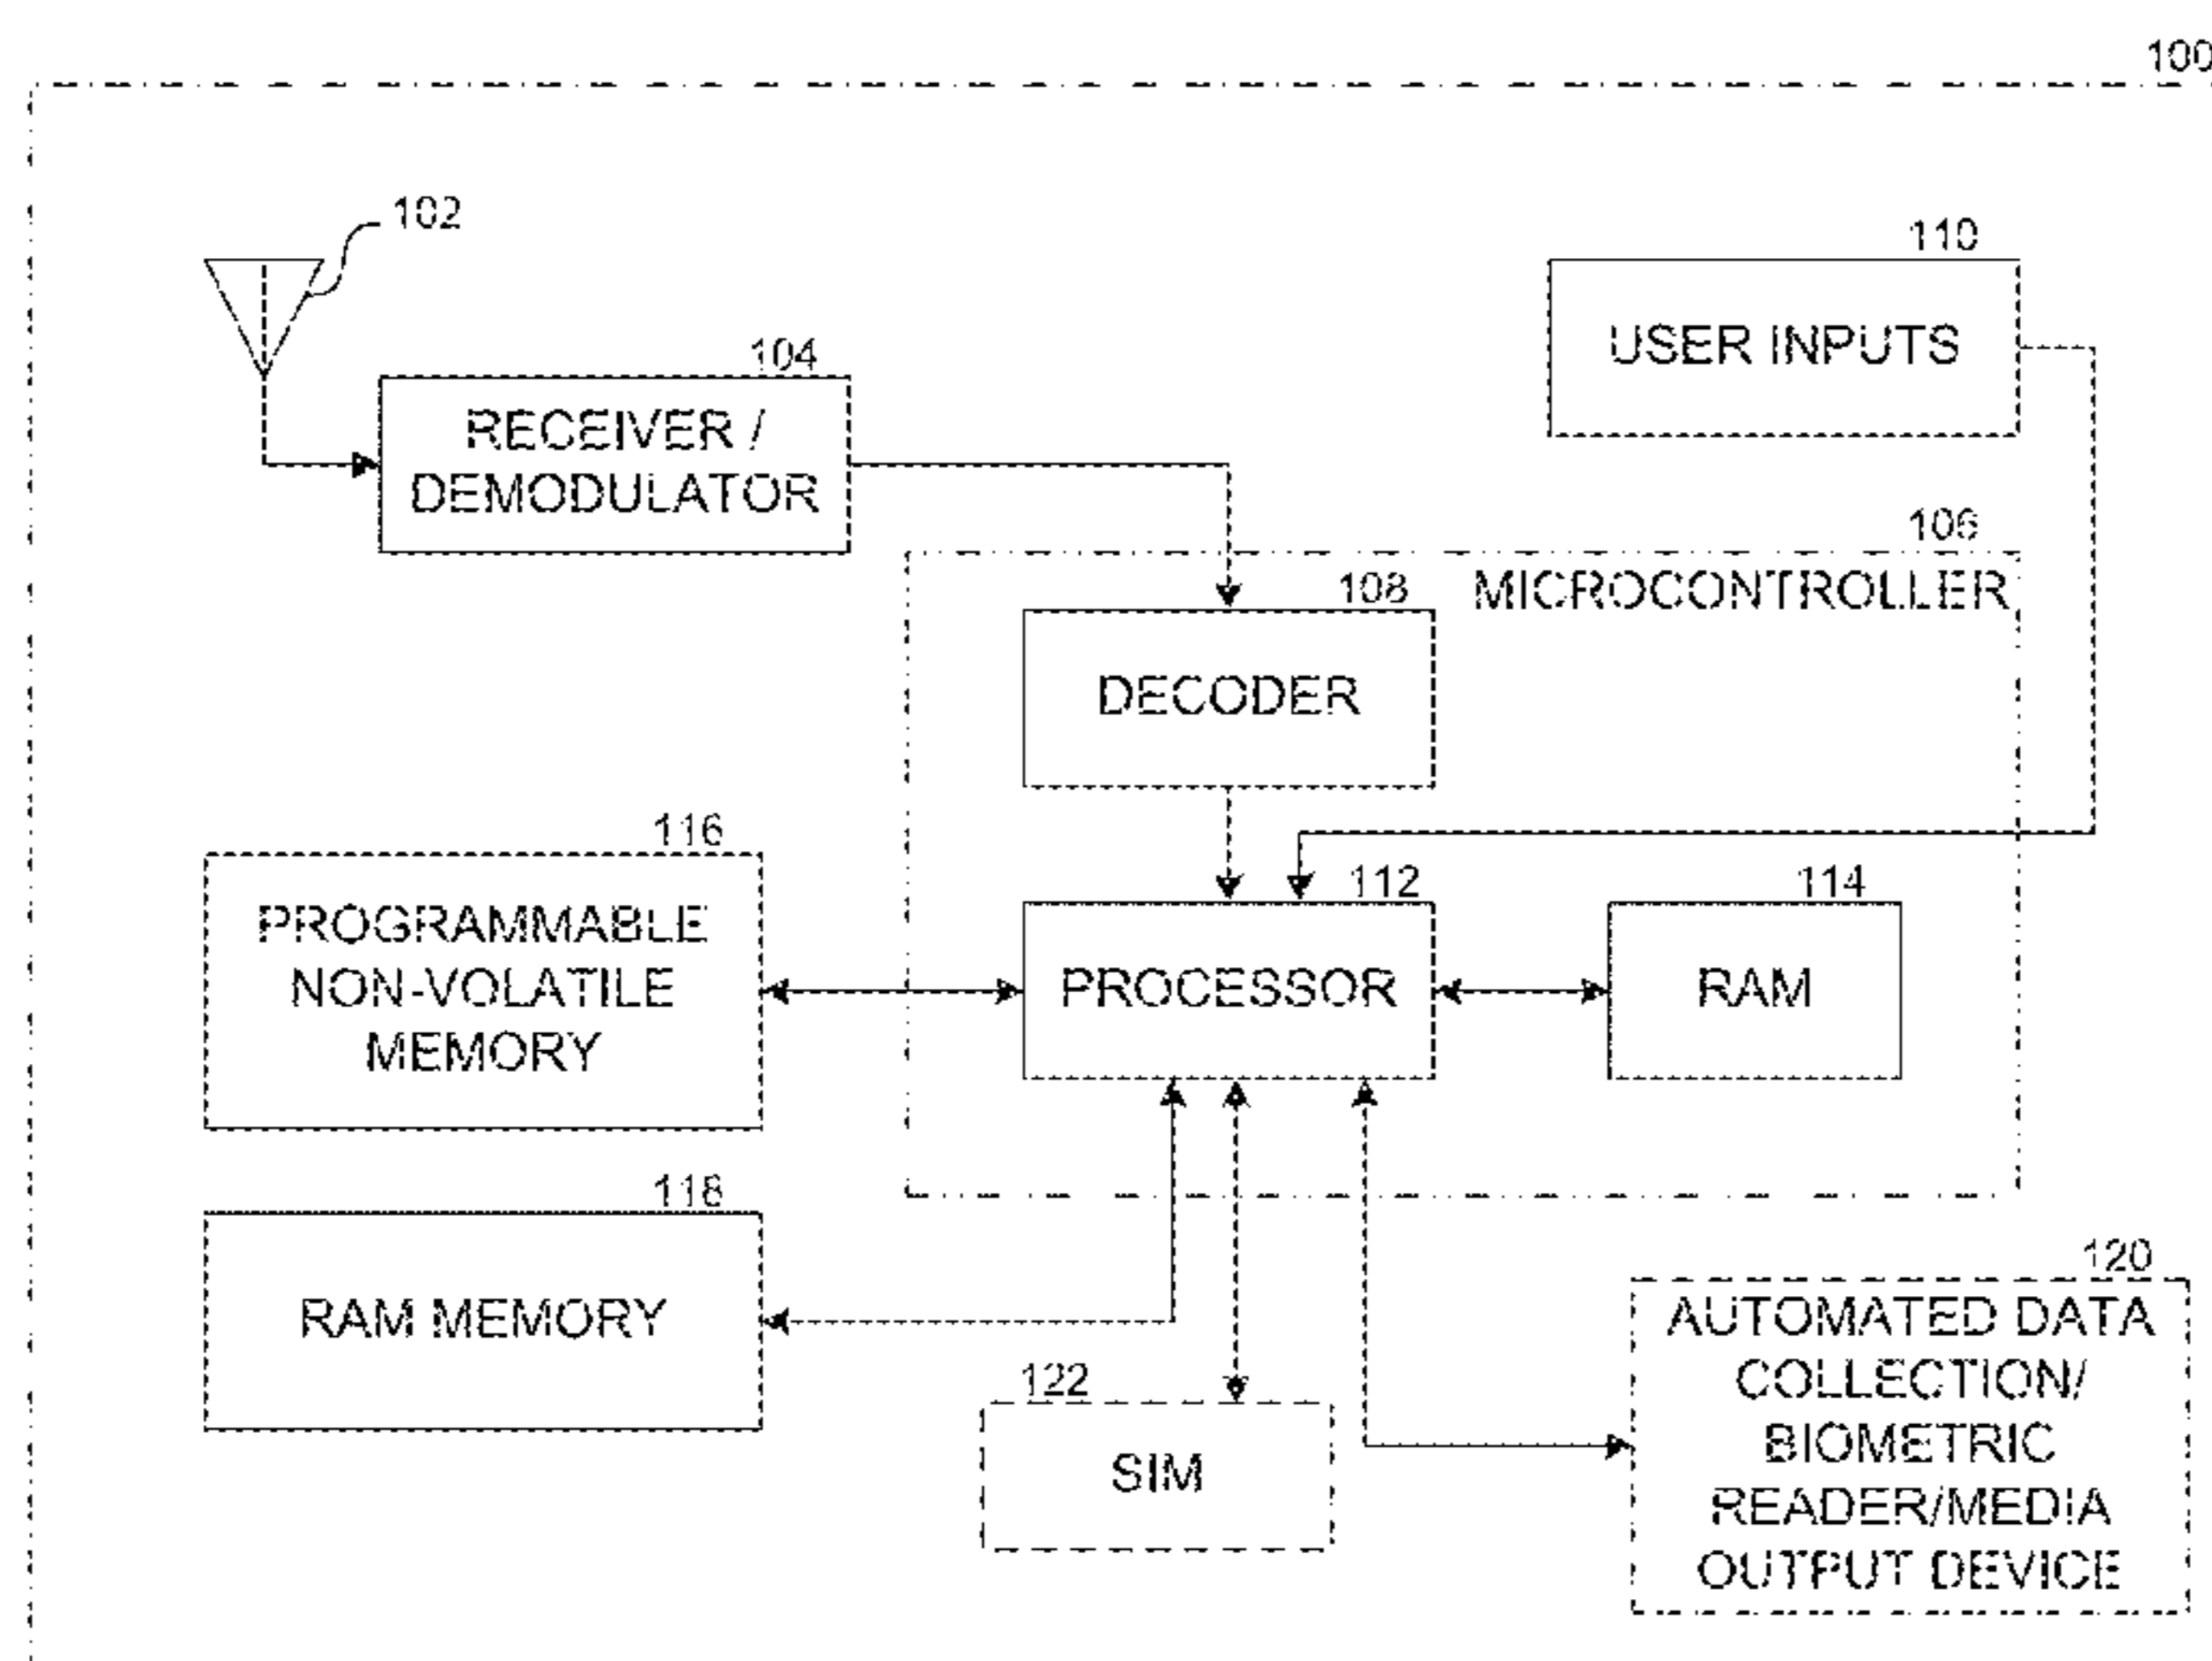 100
102
110
USER INPUTS
104
RECEIVER /
DEMODULATOR
106
MICROCONTROLLER
108
DECODER
116
PROGRAMMABLE
NON-VOLATILE
MEMORY
112
PROCESSOR
114
RAM
118
RAM MEMORY
122
SIM
120
AUTOMATED DATA
COLLECTION/
BIOMETRIC
READER/MEDIA
OUTPUT DEVICE